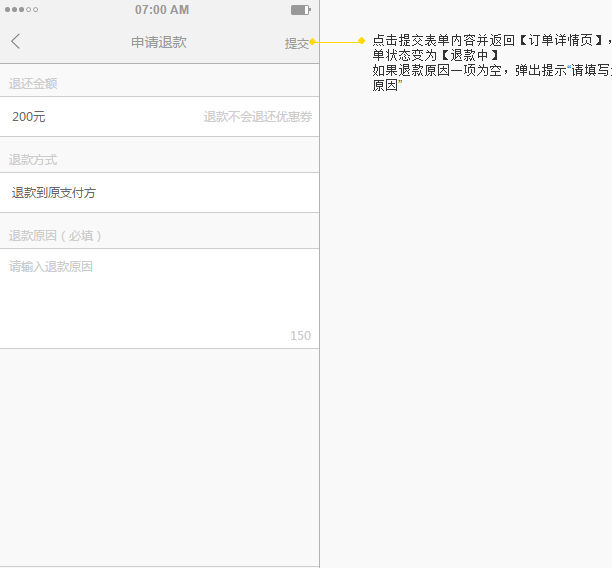 07:00 AM
申请退款
提交
点击提交表单内容并返回【订单详情页】，
单状态变为【退款中】
如果退款原因一项为空，弹出提示“请填写
原因”
退还金额
200元
退款不会退还优惠券
退款方式
退款到原支付方
退款原因（必填）
请输入退款原因
150